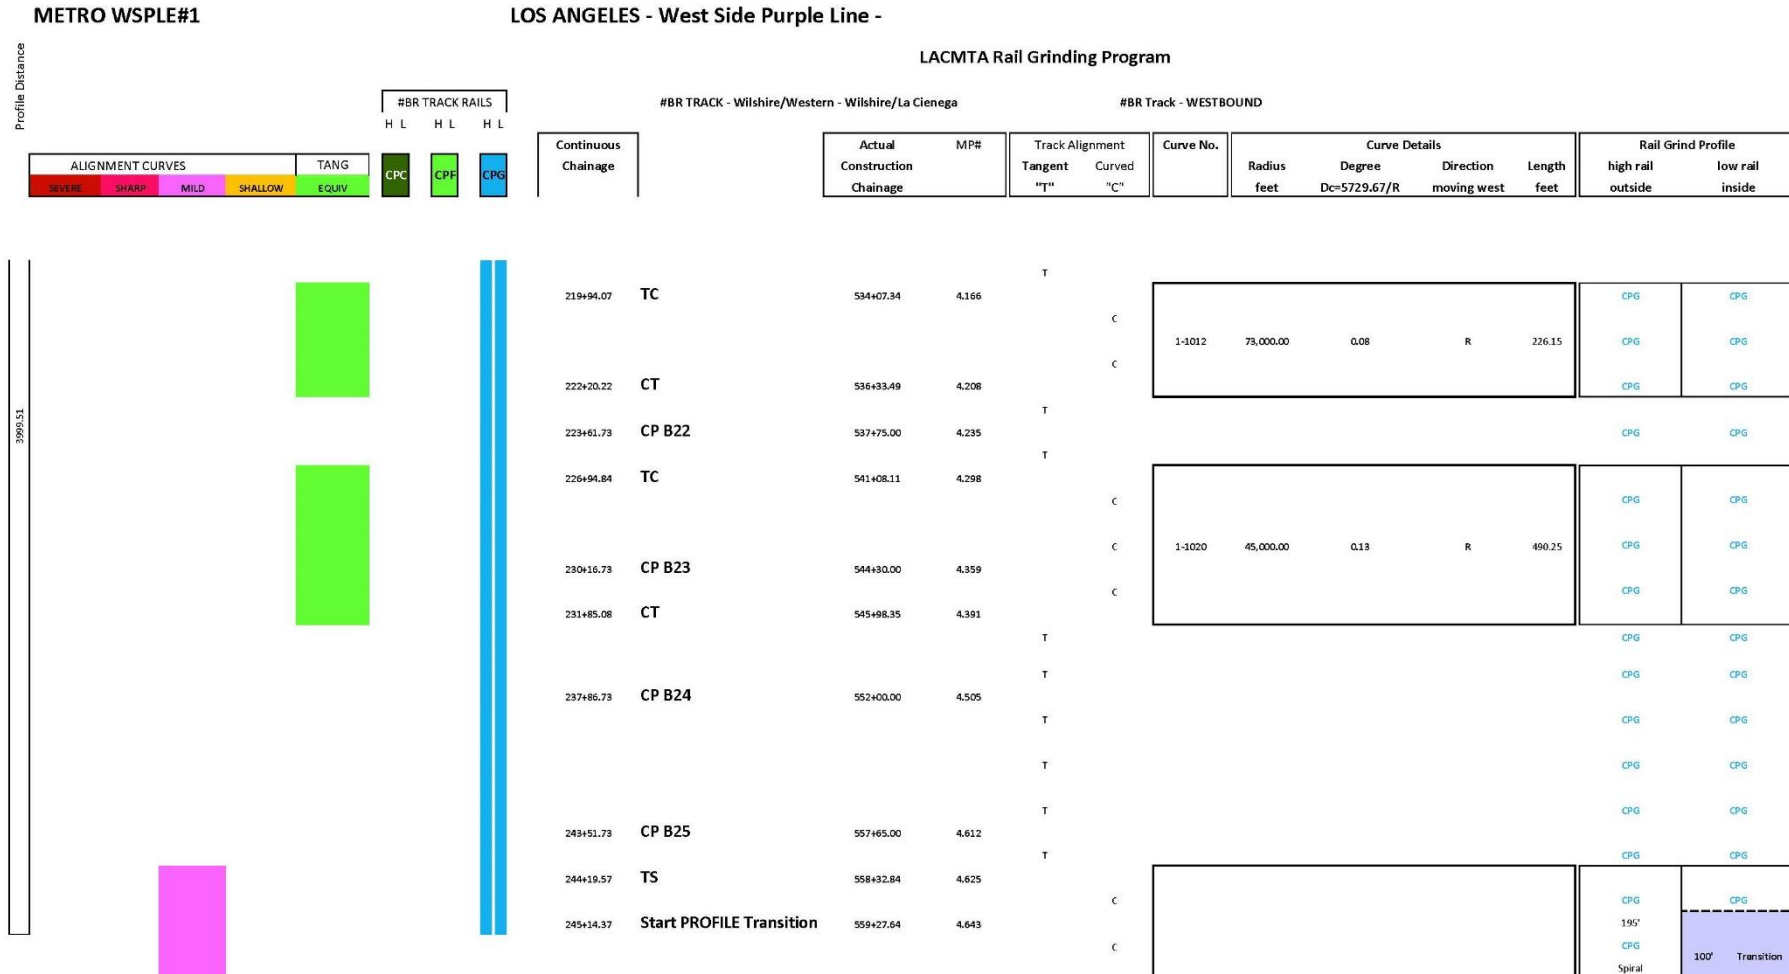 METRO WSPLE#1 LOS ANGELES - West Side Purple Line -
LACMTA Rail Grinding Program
Profile Distance
#BR TRACK RAILS #BR TRACK - Wilshire/Western - Wilshire/La Cienega #BR Track - WESTBOUND
H L H L H L
Continuous Actual MP# Track Alignment Curve No. Curve Details Rail Grind Profile
ALIGNMENT CURVES TANG CPC CPF CPG Chainage Construction Tangent Curved Radius Degree Direction Length high rail low rail
SEVERE SHARP MILD SHALLOW EQUIV Chainage "T" "C" feet Dc=5729.67/R moving west feet outside inside
T
219+94.07 TC 534+07.34 4.166 CPG CPG
C
1-1012 73,000.00 0.08 R 226.15 CPG CPG
C
222+20.22 CT 536+33.49 4.208 CPG CPG
T
3999.51
223+61.73 CP B22 537+75.00 4.235 CPG CPG
T
226+94.84 TC 541+08.11 4.298
C CPG CPG
C 1-1020 45,000.00 0.13 R 490.25 CPG CPG
230+16.73 CP B23 544+30.00 4.359
C CPG CPG
231+85.08 CT 545+98.35 4.391
T CPG CPG
T CPG CPG
237+86.73 CP B24 552+00.00 4.505
T CPG CPG
T CPG CPG
T CPG CPG
243+51.73 CP B25 557+65.00 4.612
T CPG CPG
244+19.57 TS 558+32.84 4.625
C CPG CPG
245+14.37 Start PROFILE Transition 559+27.64 4.643 195'
C CPG
100' Transition
Spiral